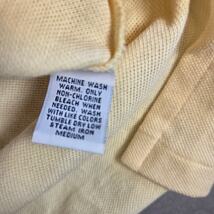 MACHINE WASH
WARM. ONLY
NON-CHLORINE
BLEACH WHEN
NEEDED. WASH
WITH LIKE COLORS
TUMBLE DRY LOW
STEAM IRON
MEDIUM